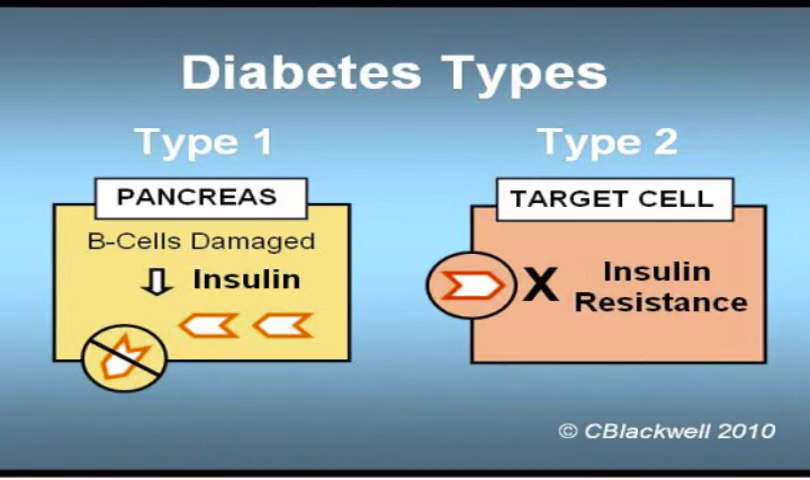 Diabetes Types
Type 1
Type 2
PANCREAS
B-Cells Damaged
Insulin
TARGET CELL
X
Insulin
Resistance
© CBlackwell 2010